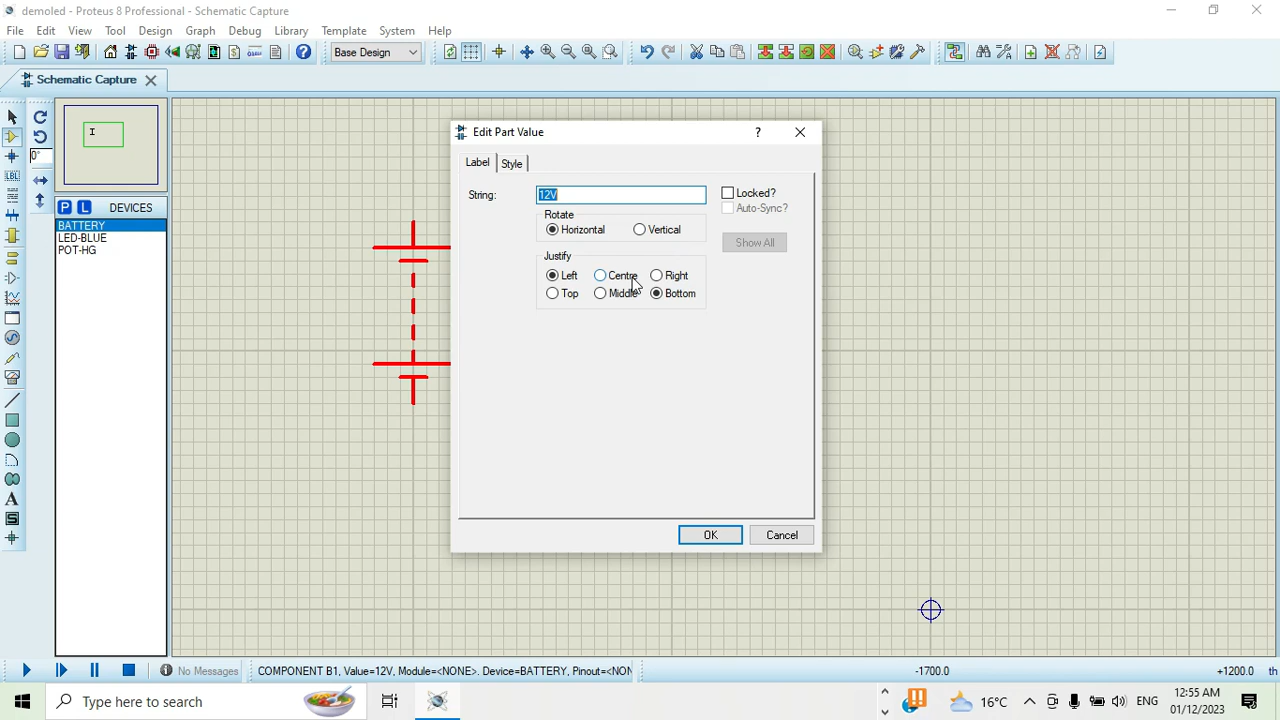 demoled - Proteus 8 Professional - Schematic Capture
File Edit View Tool Design Graph Debug Library Template System Help
Base Design
Schematic Capture
Edit Part Value
?
Label Style
String: 12V
Locked?
Auto-Sync?
Rotate
Horizontal Vertical
Show All
Justify
Left Centre Right
Top Middle Bottom
OK Cancel
0°
P L DEVICES
BATTERY
LED-BLUE
POT-HG
No Messages COMPONENT B1, Value=12V, Module=<NONE>. Device=BATTERY, Pinout=<NON -1700.0 +1200.0 th
Type here to search
16°C ENG
12:55 AM
01/12/2023